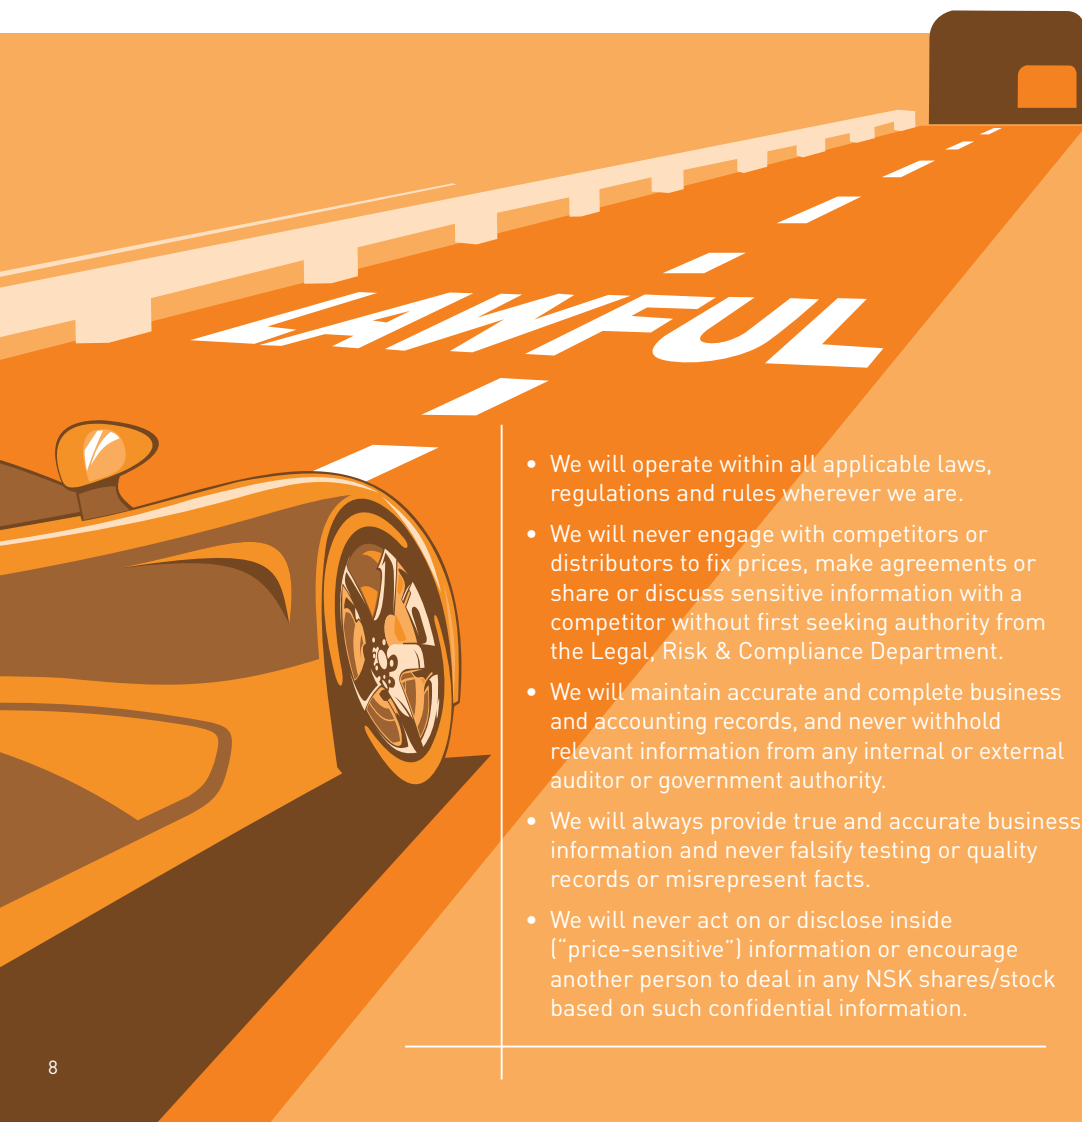 LAWFUL
• We will operate within all applicable laws,
regulations and rules wherever we are.
• We will never engage with competitors or
distributors to fix prices, make agreements or
share or discuss sensitive information with a
competitor without first seeking authority from
the Legal, Risk & Compliance Department.
• We will maintain accurate and complete business
and accounting records, and never withhold
relevant information from any internal or external
auditor or government authority.
• We will always provide true and accurate business
information and never falsify testing or quality
records or misrepresent facts.
• We will never act on or disclose inside
(“price-sensitive”) information or encourage
another person to deal in any NSK shares/stock
based on such confidential information.
8